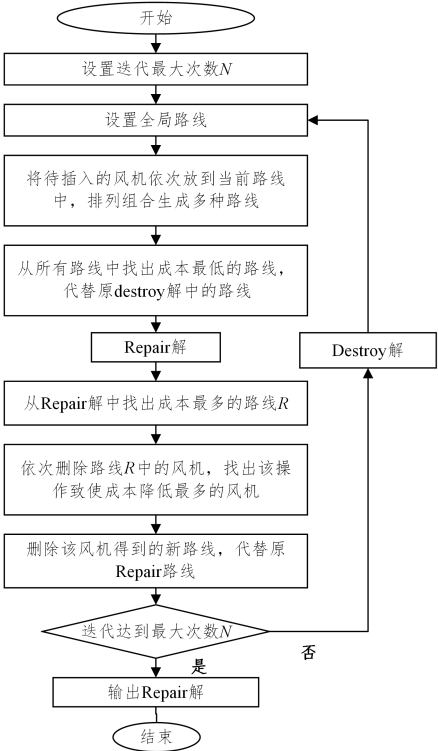 开始
设置迭代最大次数N
设置全局路线
将待插入的风机依次放到当前路线
中，排列组合生成多种路线
从所有路线中找出成本最低的路线，
代替原destroy解中的路线
Repair解
Destroy解
从Repair解中找出成本最多的路线R
依次删除路线R中的风机，找出该操
作致使成本降低最多的风机
删除该风机得到的新路线，代替原
Repair路线
迭代达到最大次数N
否
是
输出Repair解
结束